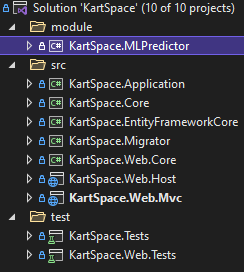 Solution 'KartSpace' (10 of 10 projects)
module
C# KartSpace.MLPredictor
src
C# KartSpace.Application
C# KartSpace.Core
C# KartSpace.EntityFrameworkCore
C# KartSpace.Migrator
C# KartSpace.Web.Core
KartSpace.Web.Host
KartSpace.Web.Mvc
test
KartSpace.Tests
KartSpace.Web.Tests